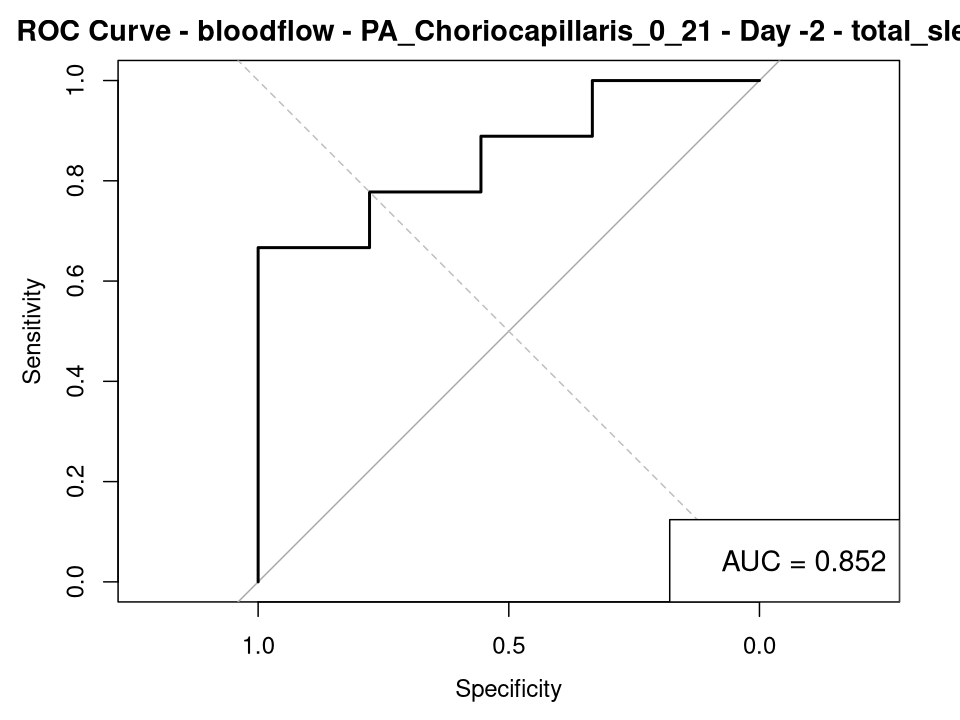 ROC Curve - bloodflow - PA_Choriocapillaris_0_21 - Day -2 - total_sle
1.0
0.8
0.6
0.4
0.2
0.0
Sensitivity
AUC = 0.852
1.0 0.5 0.0
Specificity